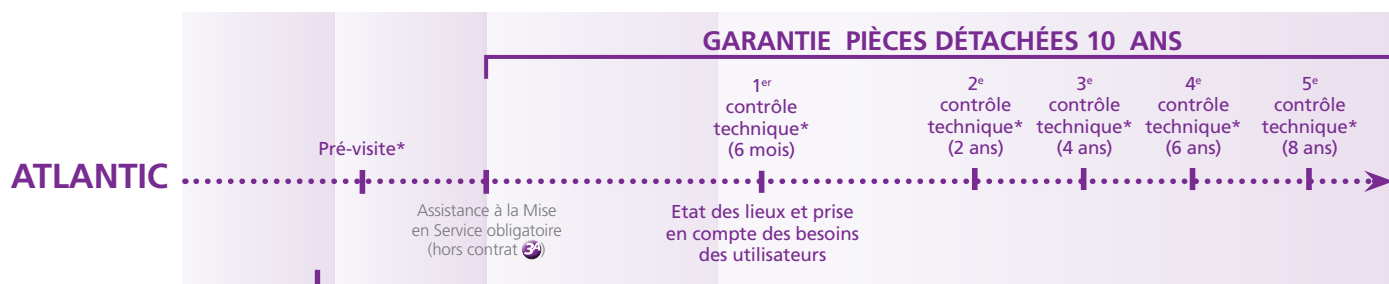 GARANTIE PIÈCES DÉTACHÉES 10 ANS
1er
contrôle
technique*
(6 mois)
2e
contrôle
technique*
(2 ans)
3e
contrôle
technique*
(4 ans)
4e
contrôle
technique*
(6 ans)
5e
contrôle
technique*
(8 ans)
Pré-visite*
ATLANTIC
Assistance à la Mise
en Service obligatoire
(hors contrat 3A)
Etat des lieux et prise
en compte des besoins
des utilisateurs